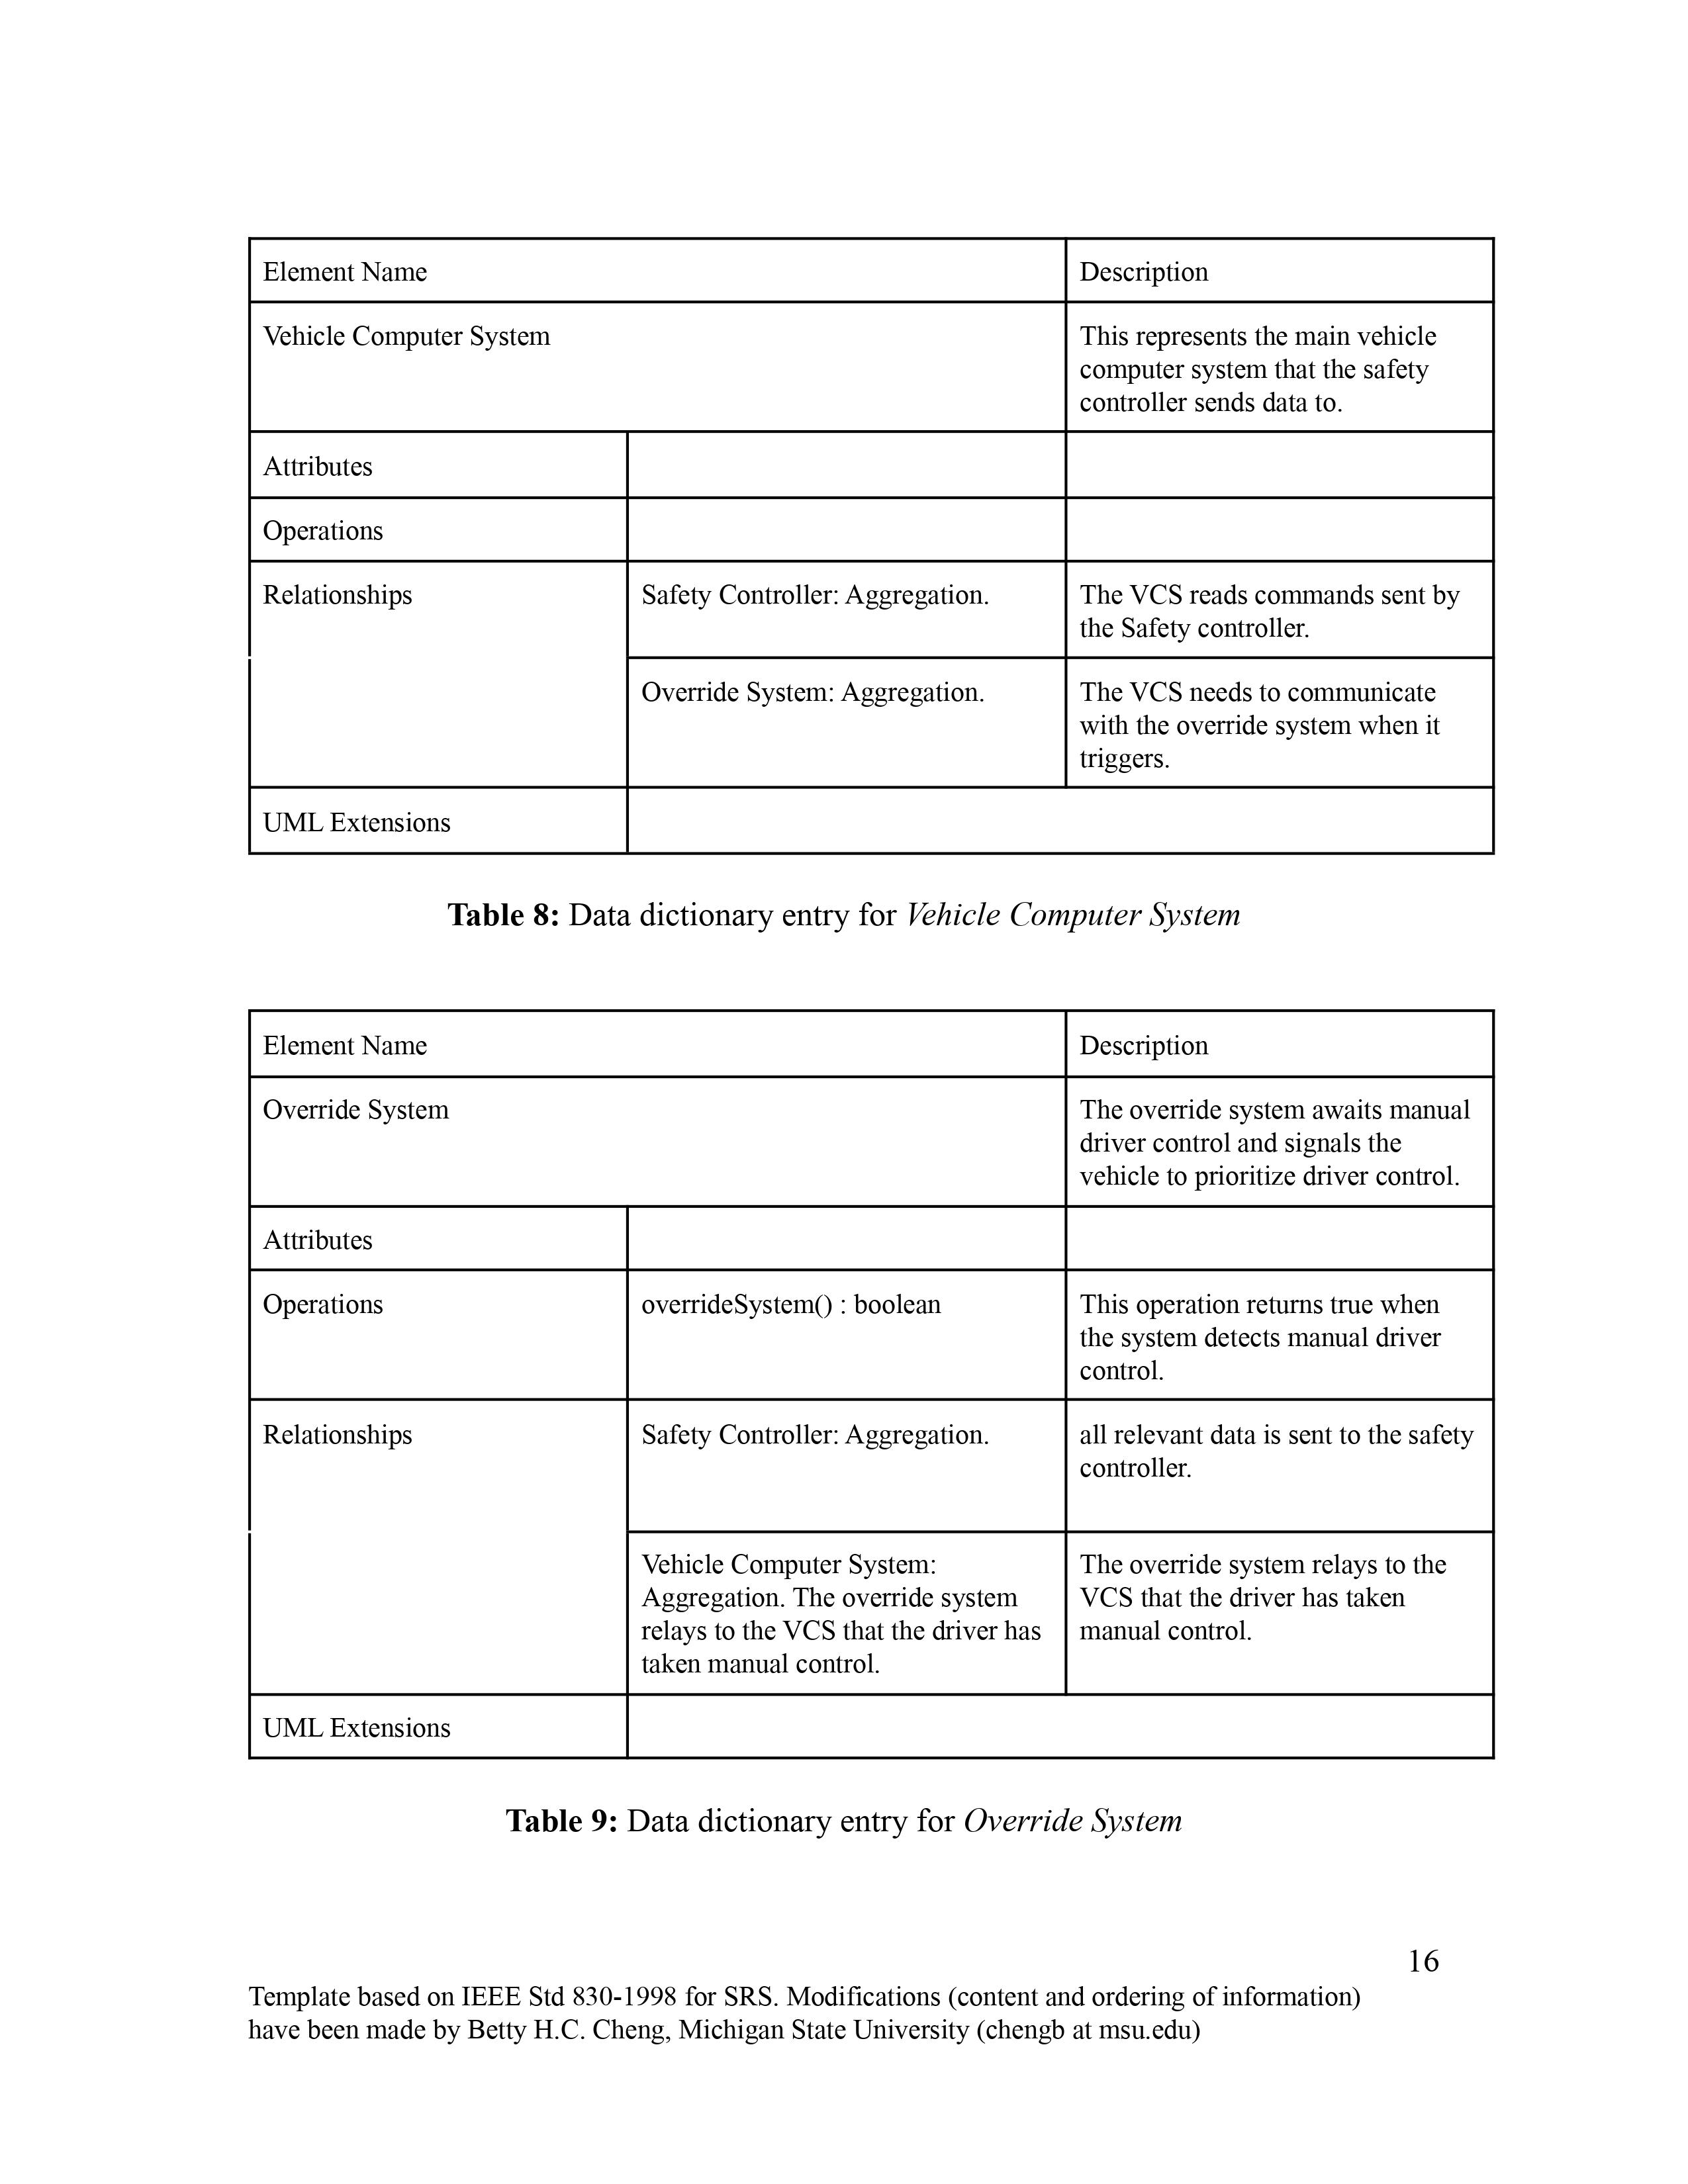 Element Name
Description
Vehicle Computer System
This represents the main vehicle
computer system that the safety
controller sends data to.
Attributes
Operations
Relationships
Safety Controller: Aggregation.
The VCS reads commands sent by
the Safety controller.
Override System: Aggregation.
The VCS needs to communicate
with the override system when it
triggers.
UML Extensions
Table 8: Data dictionary entry for Vehicle Computer System
Element Name
Description
Override System
The override system awaits manual
driver control and signals the
vehicle to prioritize driver control.
Attributes
Operations
overrideSystem() : boolean
This operation returns true when
the system detects manual driver
control.
Relationships
Safety Controller: Aggregation.
all relevant data is sent to the safety
controller.
Vehicle Computer System:
Aggregation. The override system
relays to the VCS that the driver has
taken manual control.
The override system relays to the
VCS that the driver has taken
manual control.
UML Extensions
Table 9: Data dictionary entry for Override System
16
Template based on IEEE Std 830-1998 for SRS. Modifications (content and ordering of information)
have been made by Betty H.C. Cheng, Michigan State University (chengb at msu.edu)